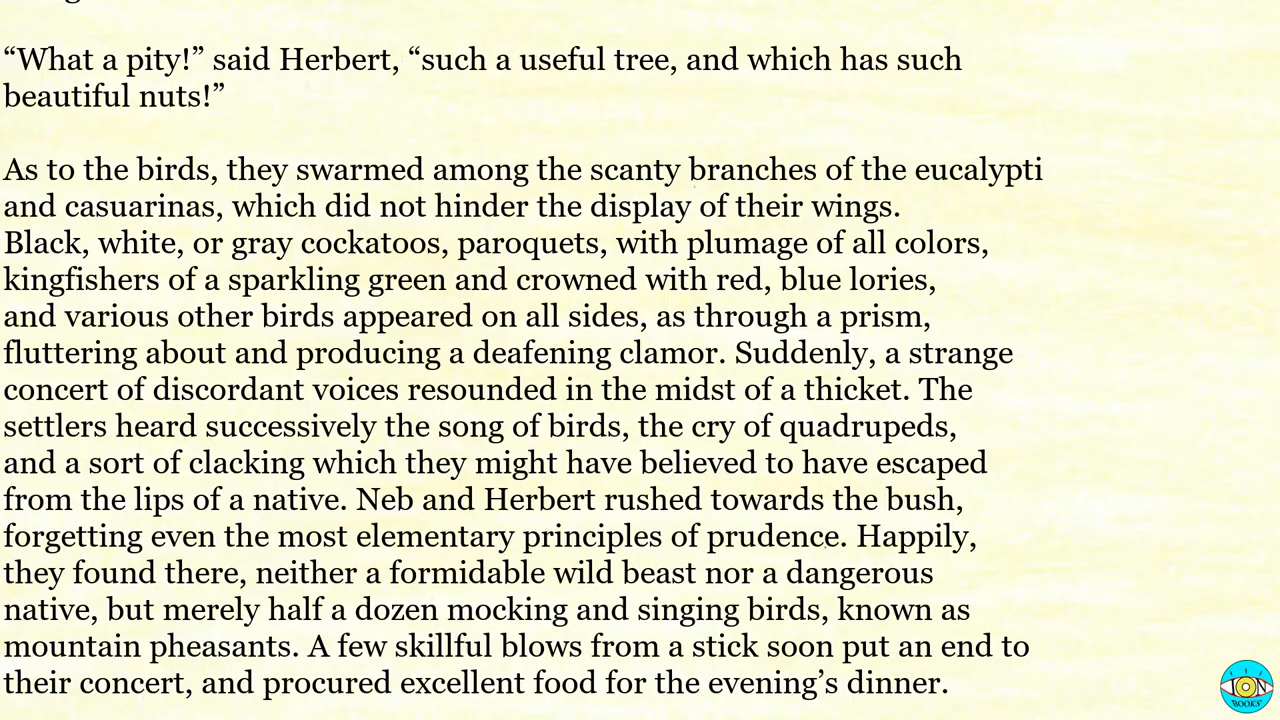 “What a pity!” said Herbert, “such a useful tree, and which has such
beautiful nuts!”
As to the birds, they swarmed among the scanty branches of the eucalypti
and casuarinas, which did not hinder the display of their wings.
Black, white, or gray cockatoos, paroquets, with plumage of all colors,
kingfishers of a sparkling green and crowned with red, blue lories,
and various other birds appeared on all sides, as through a prism,
fluttering about and producing a deafening clamor. Suddenly, a strange
concert of discordant voices resounded in the midst of a thicket. The
settlers heard successively the song of birds, the cry of quadrupeds,
and a sort of clacking which they might have believed to have escaped
from the lips of a native. Neb and Herbert rushed towards the bush,
forgetting even the most elementary principles of prudence. Happily,
they found there, neither a formidable wild beast nor a dangerous
native, but merely half a dozen mocking and singing birds, known as
mountain pheasants. A few skillful blows from a stick soon put an end to
their concert, and procured excellent food for the evening’s dinner.
ION
BOOKS